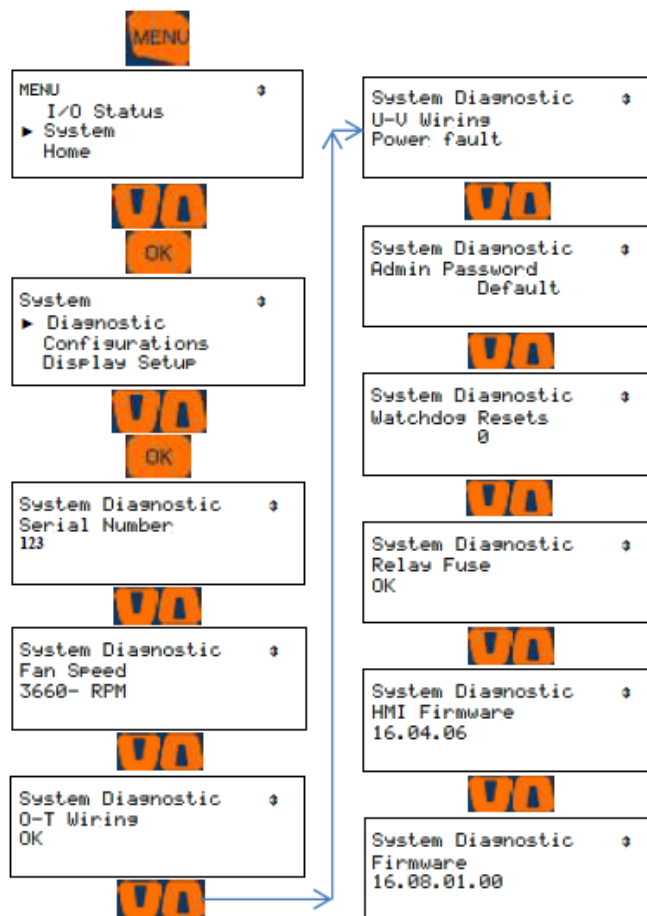 MENU
MENU
I/O Status
System
Home
OK
System
Diagnostic
Configurations
Display Setup
OK
System Diagnostic
Serial Number
123
System Diagnostic
Fan Speed
3660- RPM
System Diagnostic
O-T Wiring
OK
System Diagnostic
U-V Wiring
Power fault
System Diagnostic
Admin Password
Default
System Diagnostic
Watchdog Resets
0
System Diagnostic
Relay Fuse
OK
System Diagnostic
HMI Firmware
16.04.06
System Diagnostic
Firmware
16.08.01.00